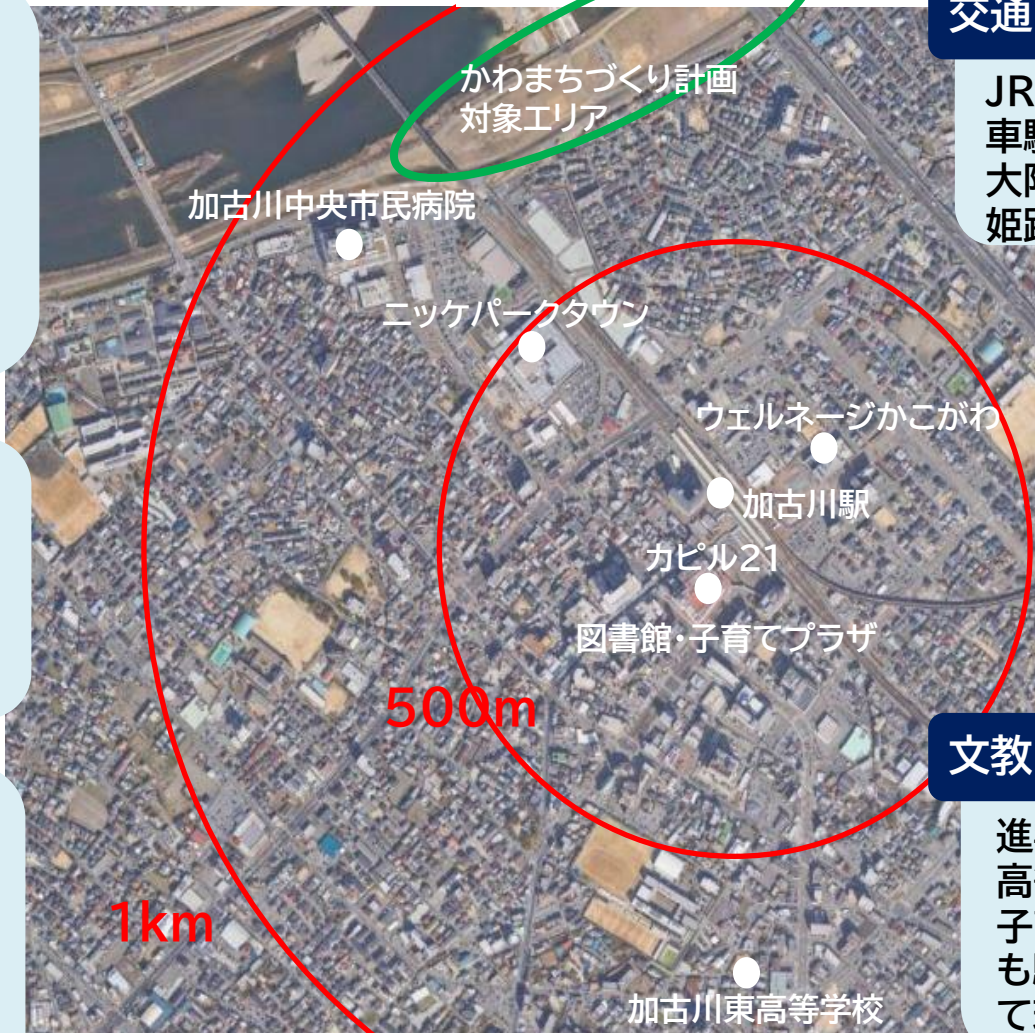 交通
JR
車
大
姫
かわまちづくり計画
対象エリア
加古川中央市民病院
ニッケパークタウン
ウェルネージかこがわ
加古川駅
カピル21
図書館・子育てプラザ
500m
文教
進
高
子
も
て
1km
加古川東高等学校